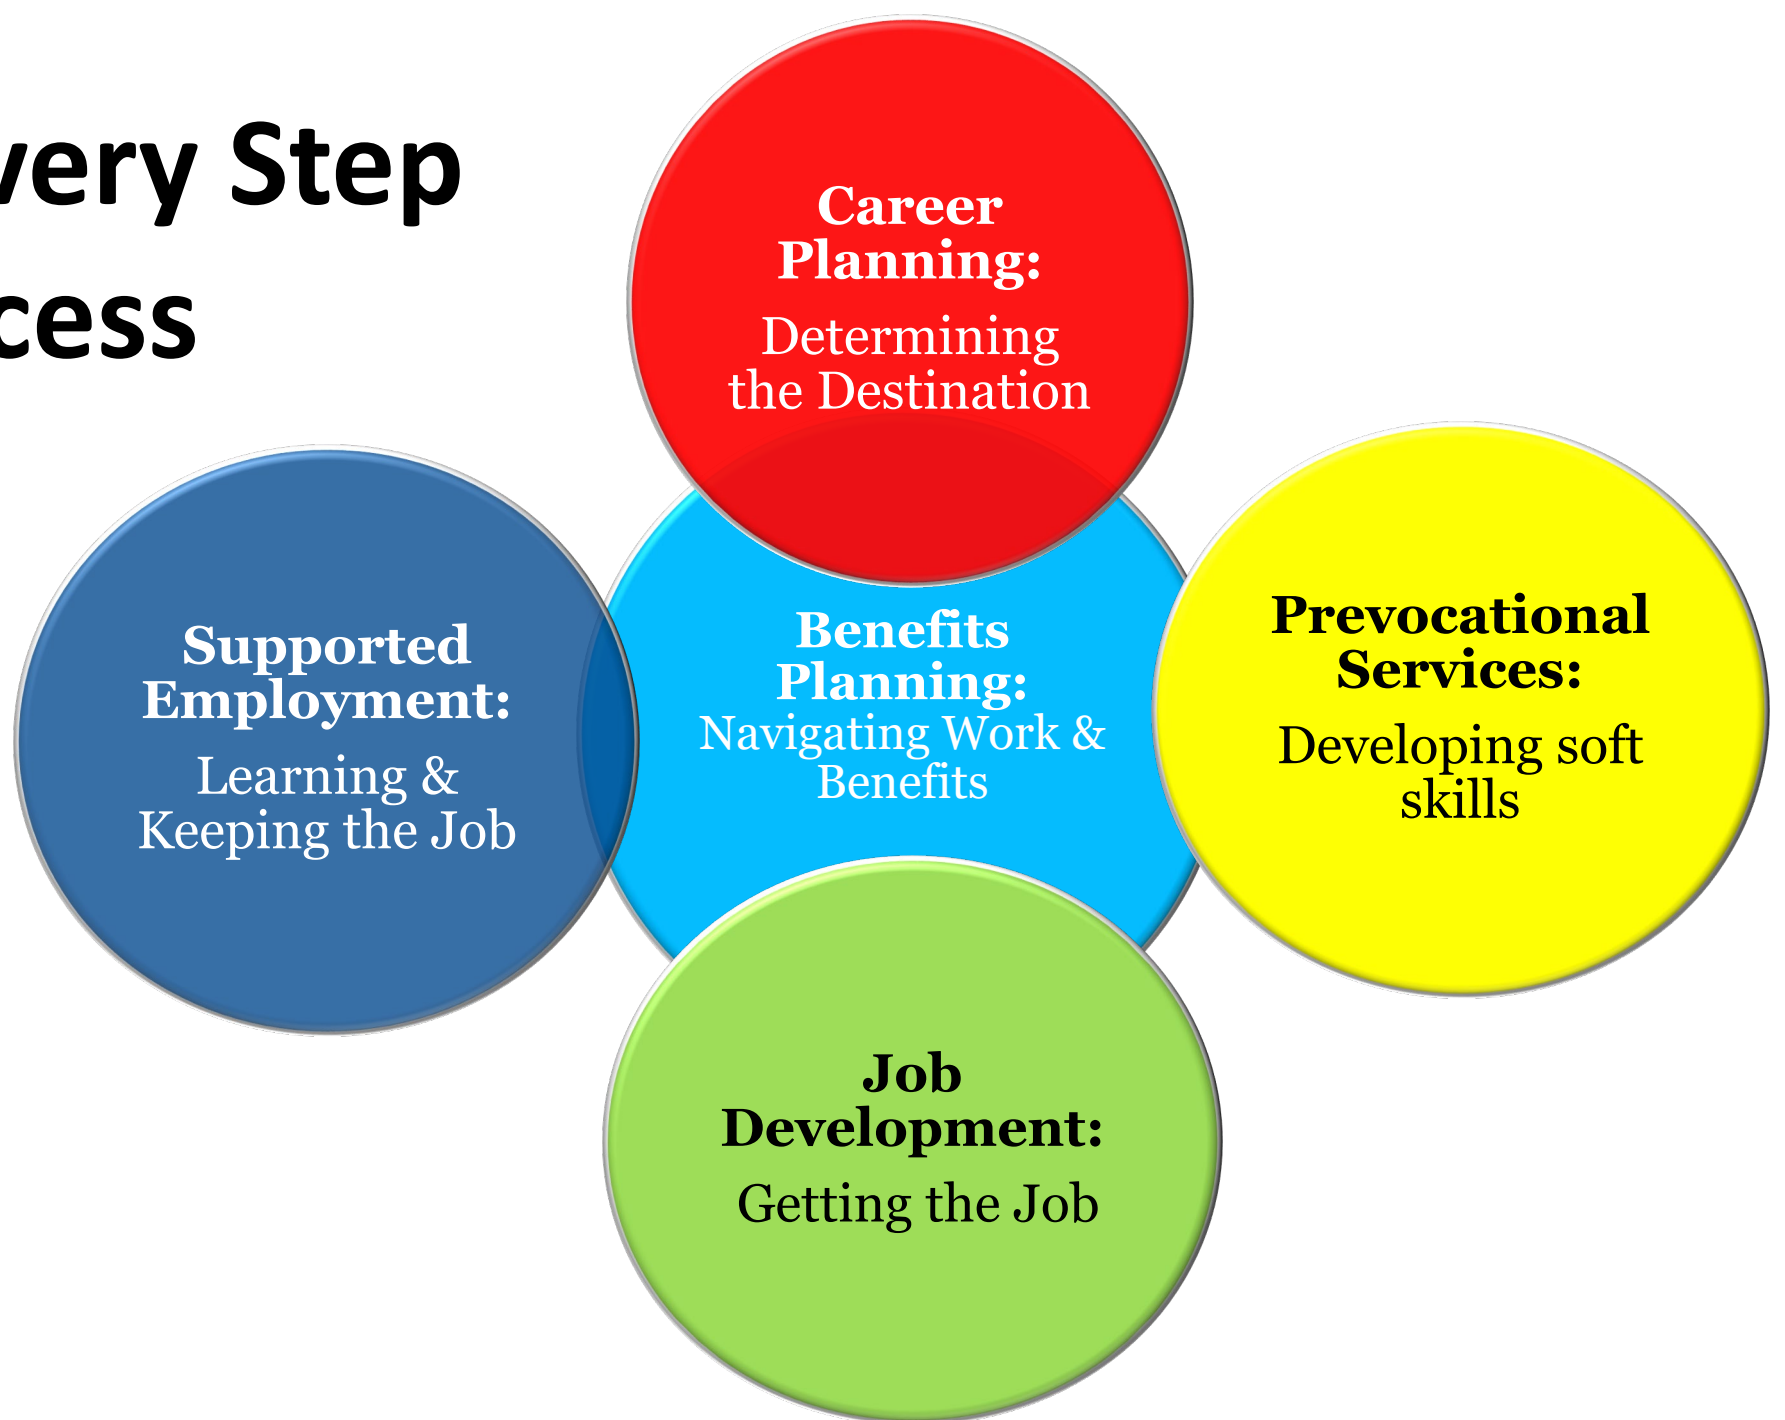 very Step
cess
Career
Planning:
Determining
the Destination
Supported
Employment:
Learning &
Keeping the Job
Benefits
Planning:
Navigating Work &
Benefits
Prevocational
Services:
Developing soft
skills
Job
Development:
Getting the Job